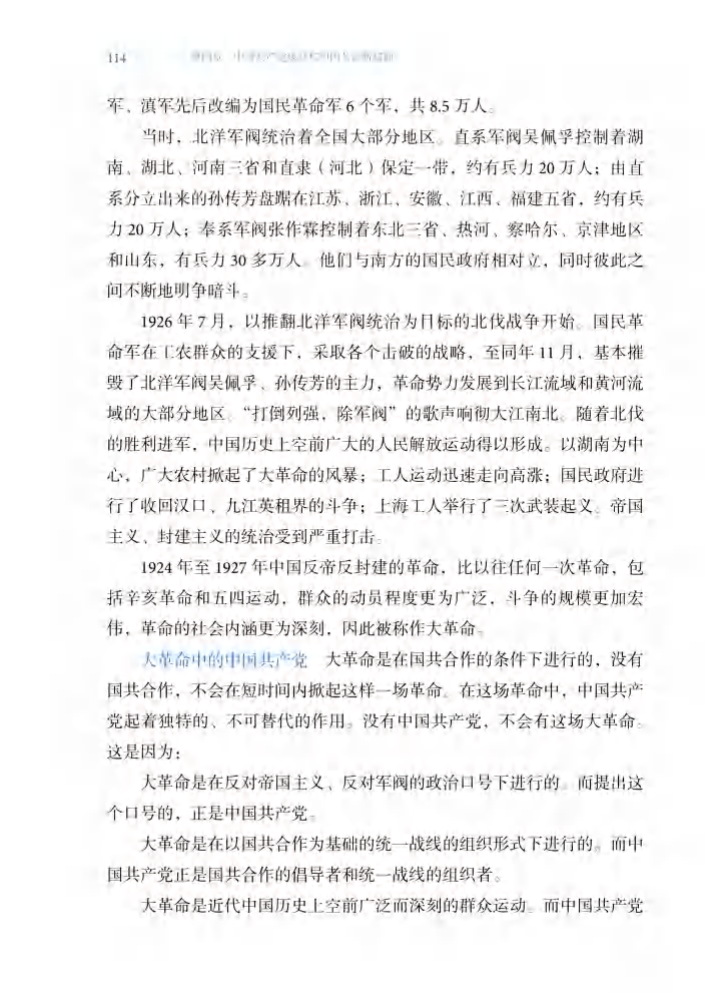 114
军、滇军先后改编为国民革命军 6 个军，共 8.5 万人。
当时，北洋军阀统治着全国大部分地区。直系军阀吴佩孚控制着湖
南、湖北、河南三省和直隶（河北）保定一带，约有兵力 20 万人；由直
系分立出来的孙传芳盘踞在江苏、浙江、安徽、江西、福建五省，约有兵
力 20 万人；奉系军阀张作霖控制着东北三省、热河、察哈尔、京津地区
和山东，有兵力 30 多万人。他们与南方的国民政府相对立，同时彼此之
间不断地明争暗斗。
1926 年 7 月，以推翻北洋军阀统治为目标的北伐战争开始。国民革
命军在工农群众的支援下，采取各个击破的战略，至同年 11 月，基本摧
毁了北洋军阀吴佩孚、孙传芳的主力，革命势力发展到长江流域和黄河流
域的大部分地区。“打倒列强，除军阀”的歌声响彻大江南北。随着北伐
的胜利进军，中国历史上空前广大的人民解放运动得以形成。以湖南为中
心，广大农村掀起了大革命的风暴；工人运动迅速走向高涨；国民政府进
行了收回汉口、九江英租界的斗争；上海工人举行了三次武装起义。帝国
主义、封建主义的统治受到严重打击。
1924 年至 1927 年中国反帝反封建的革命，比以往任何一次革命，包
括辛亥革命和五四运动，群众的动员程度更为广泛，斗争的规模更加宏
伟，革命的社会内涵更为深刻，因此被称作大革命。
大革命中的中国共产党　大革命是在国共合作的条件下进行的，没有
国共合作，不会在短时间内掀起这样一场革命。在这场革命中，中国共产
党起着独特的、不可替代的作用。没有中国共产党，不会有这场大革命。
这是因为：
大革命是在反对帝国主义、反对军阀的政治口号下进行的。而提出这
个口号的，正是中国共产党。
大革命是在以国共合作为基础的统一战线的组织形式下进行的。而中
国共产党正是国共合作的倡导者和统一战线的组织者。
大革命是近代中国历史上空前广泛而深刻的群众运动。而中国共产党